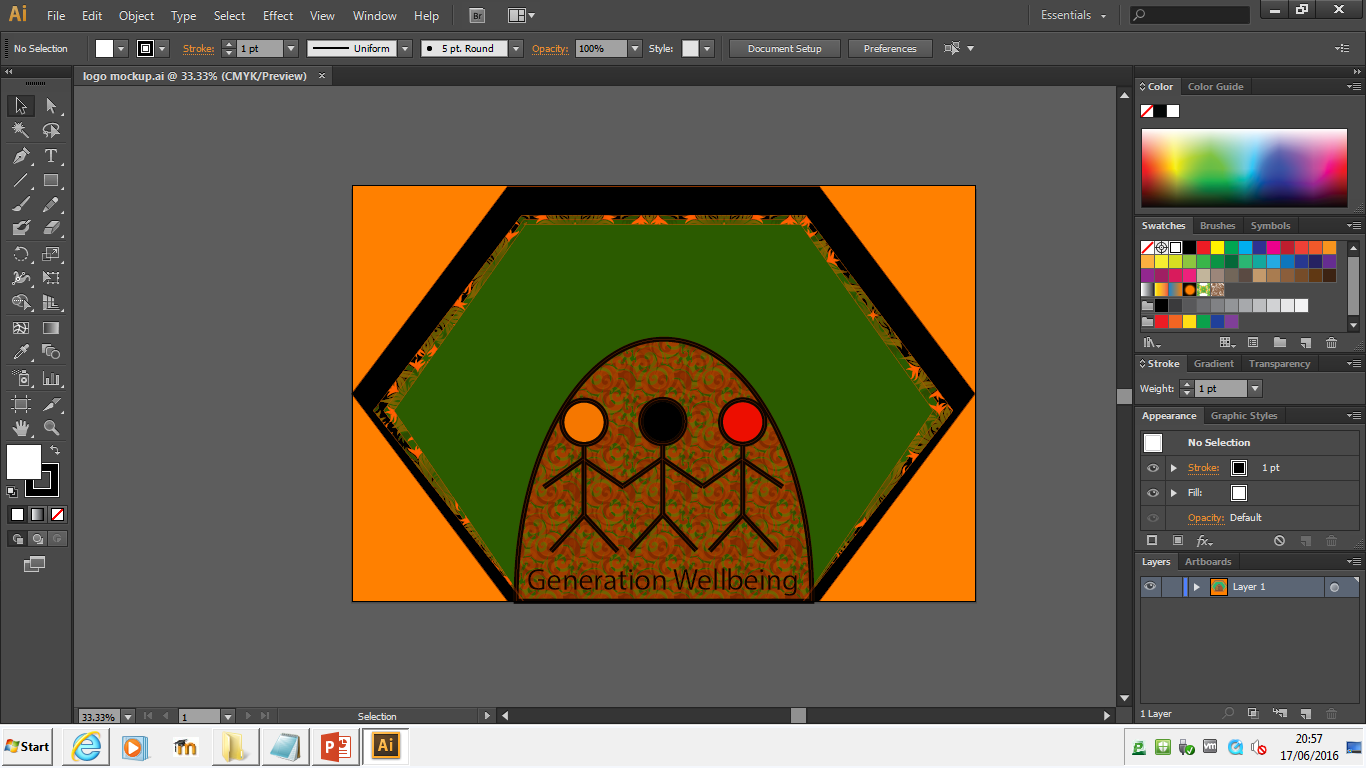 Ai File Edit Object Type Select Effect View Window Help Br Essentials
No Selection Stroke: 1 pt Uniform 5 pt. Round Opacity: 100% Style: Document Setup Preferences
logo mockup.ai @ 33.33% (CMYK/Preview)
Color Color Guide
Swatches Brushes Symbols
Stroke Gradient Transparency
Weight: 1 pt
Appearance Graphic Styles
No Selection
Stroke: 1 pt
Fill:
Opacity: Default
fx
Layers Artboards
Layer 1
1 Layer
Generation Wellbeing
33.33% 1 Selection
Start Ai 20:57
17/06/2016